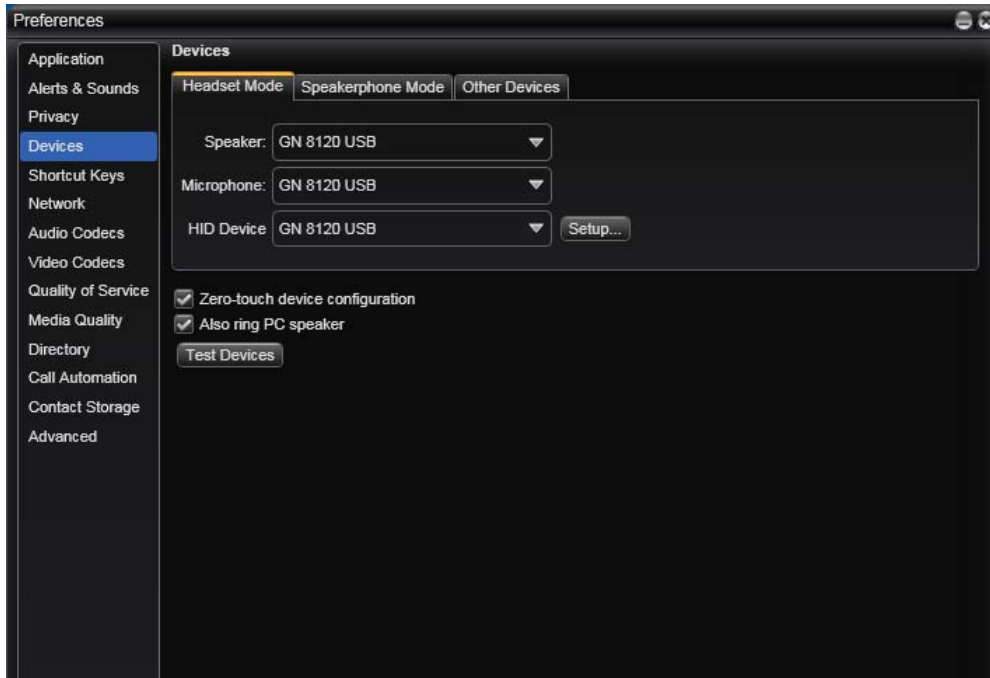 Preferences
Application
Alerts & Sounds
Privacy
Devices
Shortcut Keys
Network
Audio Codecs
Video Codecs
Quality of Service
Media Quality
Directory
Call Automation
Contact Storage
Advanced
Devices
Headset Mode Speakerphone Mode Other Devices
Speaker: GN 8120 USB
Microphone: GN 8120 USB
HID Device GN 8120 USB Setup...
Zero-touch device configuration
Also ring PC speaker
Test Devices